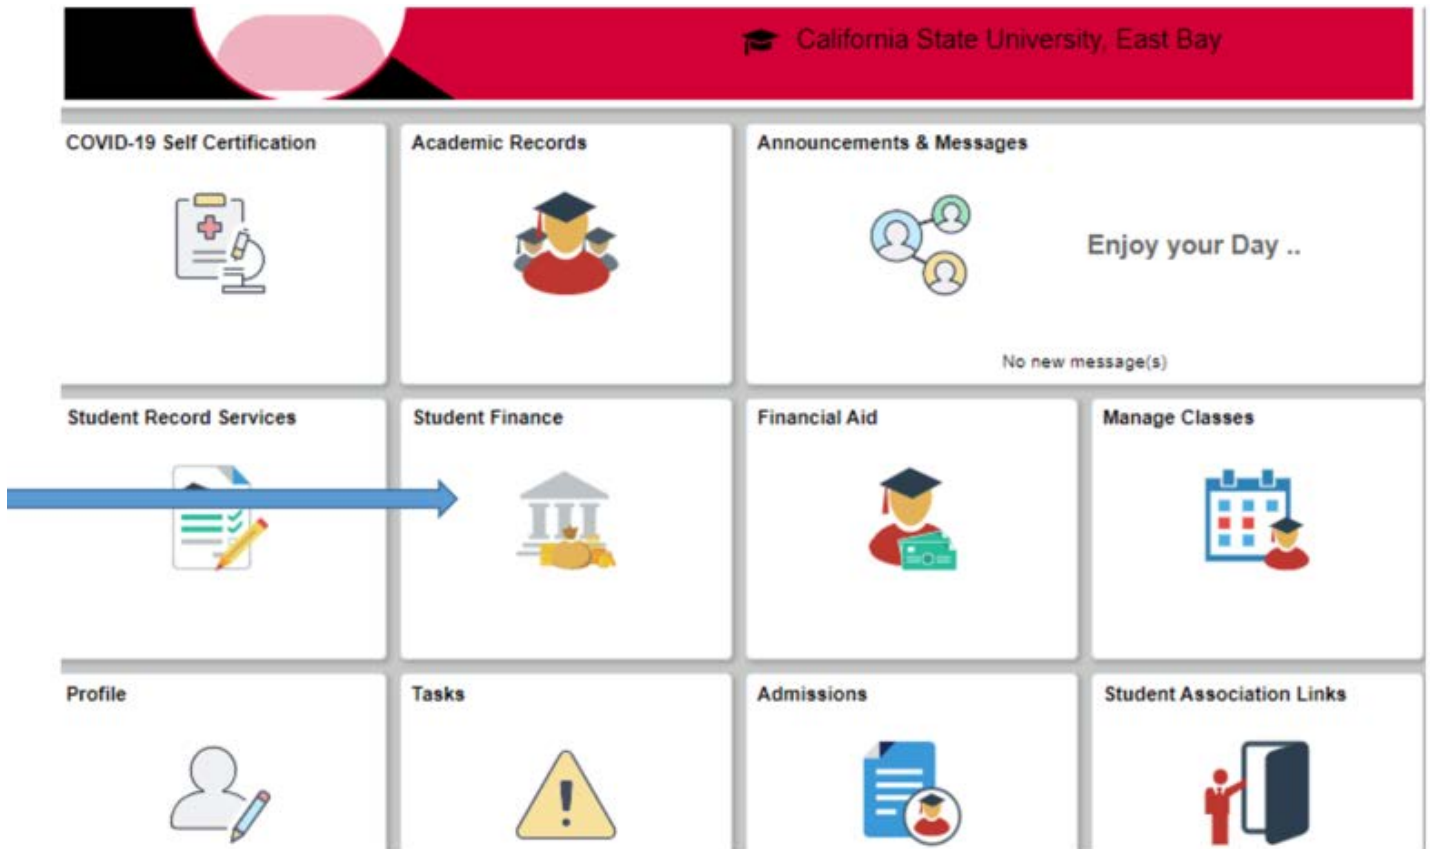 California State University, East Bay
COVID-19 Self Certification
Academic Records
Announcements & Messages
Enjoy your Day ..
No new message(s)
Student Record Services
Student Finance
Financial Aid
Manage Classes
Profile
Tasks
Admissions
Student Association Links